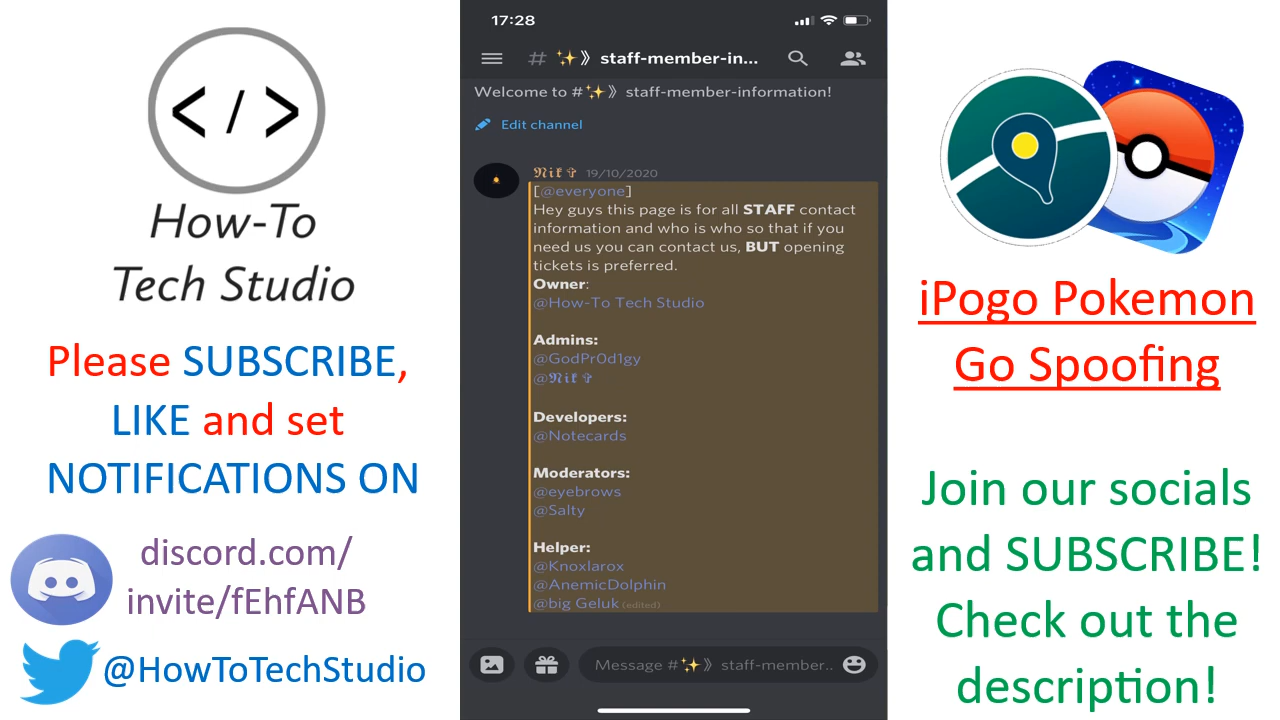 < / >
How-To
Tech Studio
Please SUBSCRIBE,
LIKE and set
NOTIFICATIONS ON
discord.com/
invite/fEhfANB
@HowToTechStudio
17:28
# ✨》 staff-member-in...
Welcome to #✨》 staff-member-information!
Edit channel
𝕹𝖎𝖐 ✞ 19/10/2020
[@everyone]
Hey guys this page is for all STAFF contact
information and who is who so that if you
need us you can contact us, BUT opening
tickets is preferred.
Owner:
@How-To Tech Studio
Admins:
@GodPr0d1gy
@𝕹𝖎𝖐 ✞
Developers:
@Notecards
Moderators:
@eyebrows
@Salty
Helper:
@Knoxlarox
@AnemicDolphin
@big Geluk (edited)
Message #✨》 staff-member..
iPogo Pokemon
Go Spoofing
Join our socials
and SUBSCRIBE!
Check out the
description!